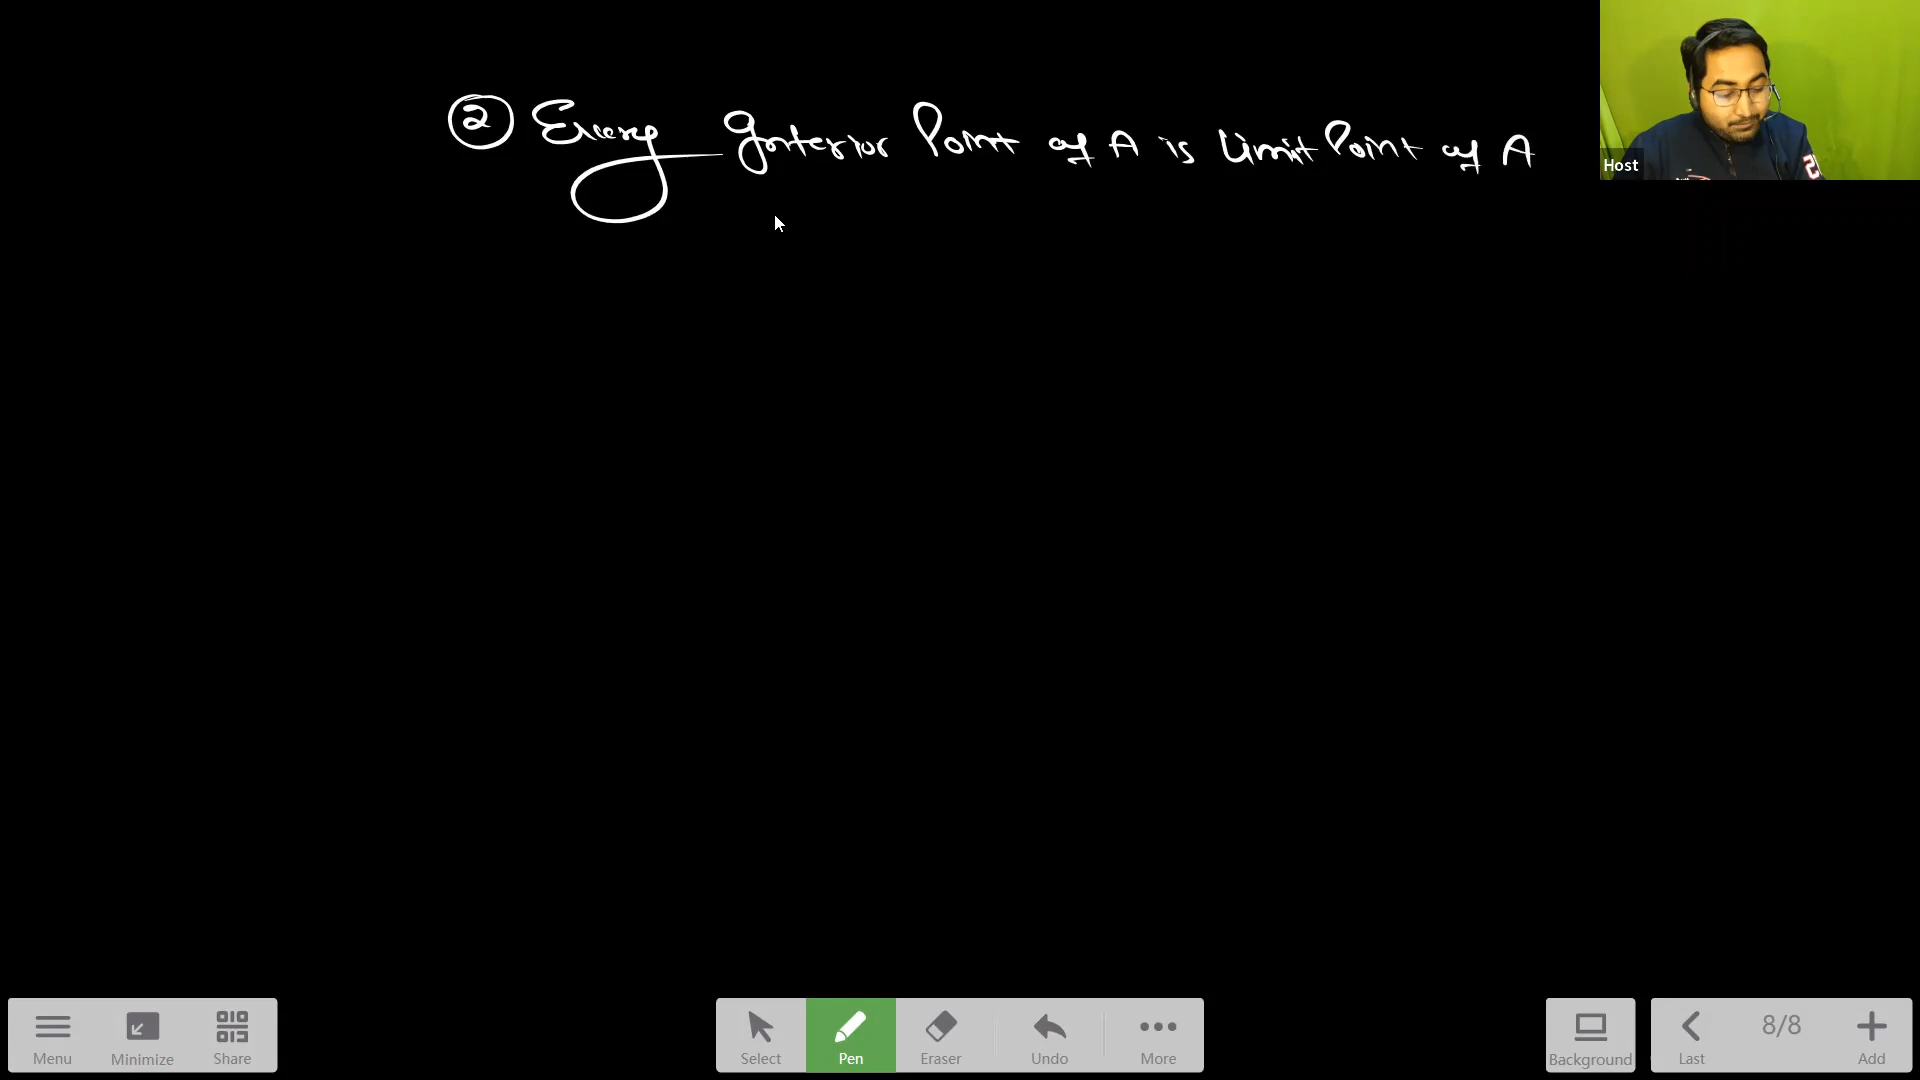 ② Every Interior Point of A is Limit Point of A
Host
Menu
Minimize
Share
Select
Pen
Eraser
Undo
More
Background
Last
8/8
Add